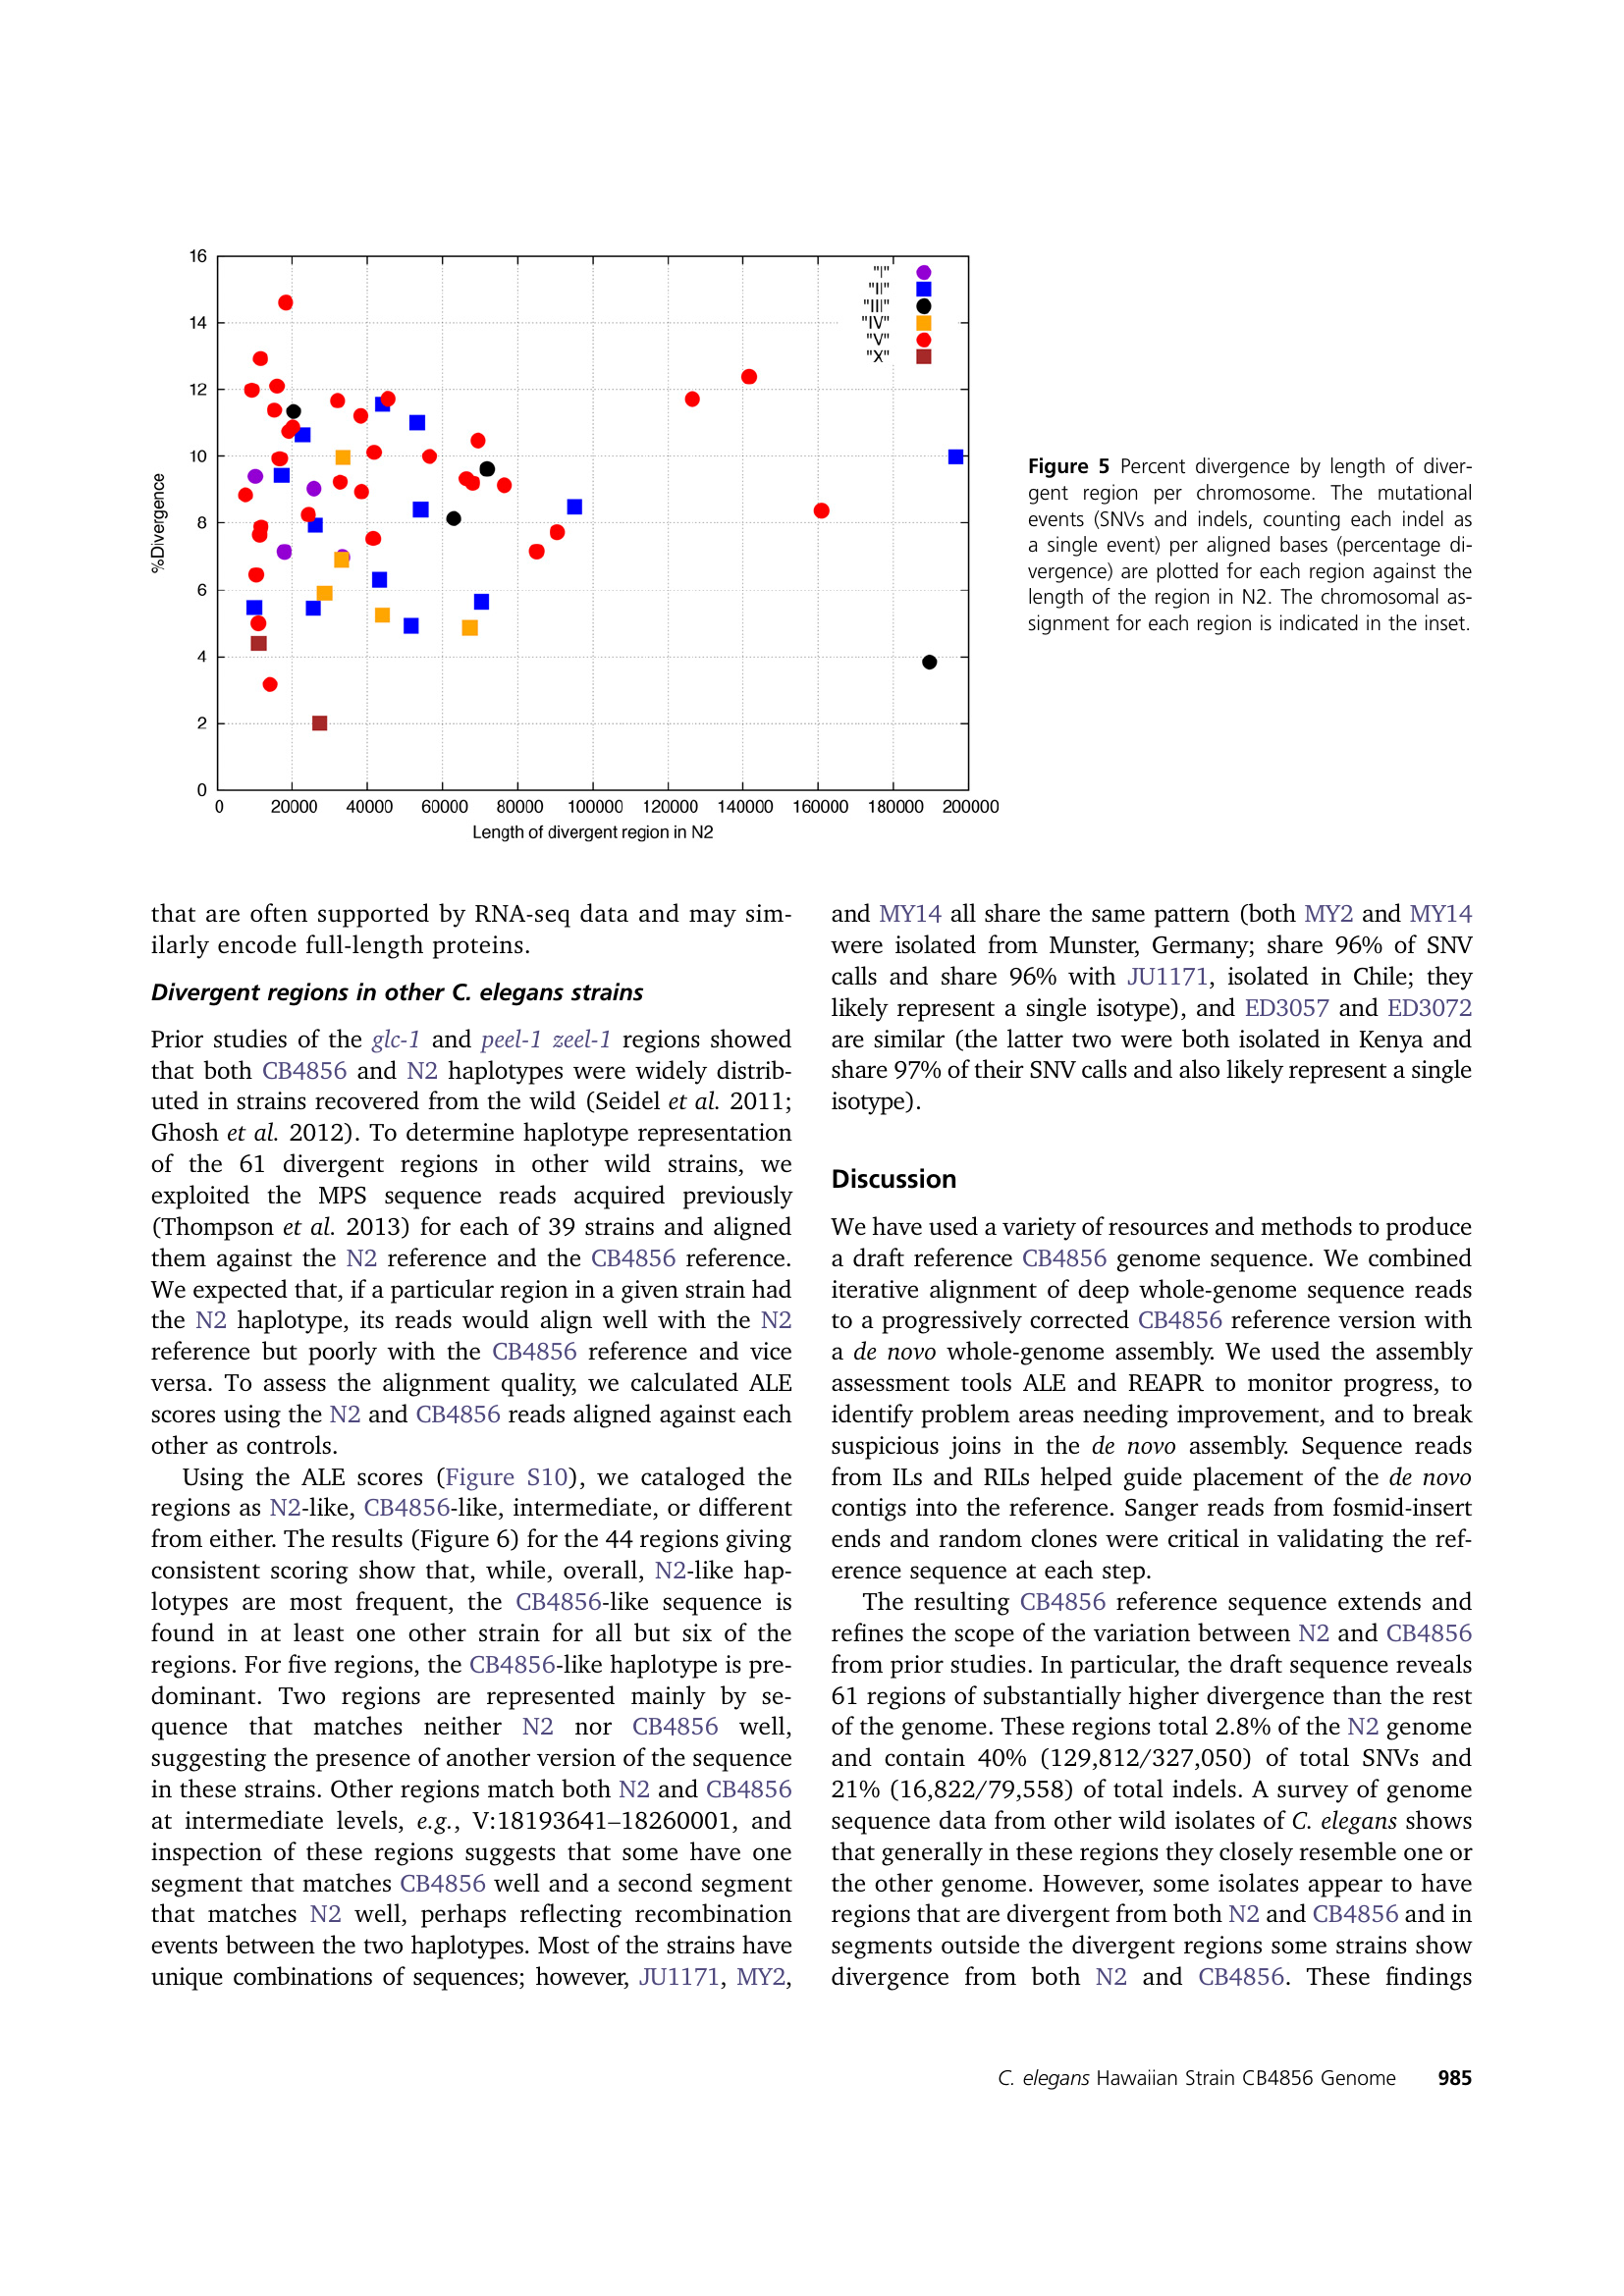 16
14
12
10
8
6
4
2
0
%Divergence
"I"
"II"
"III"
"IV"
"V"
"X"
0 20000 40000 60000 80000 100000 120000 140000 160000 180000 200000
Length of divergent region in N2
Figure 5 Percent divergence by length of diver-
gent region per chromosome. The mutational
events (SNVs and indels, counting each indel as
a single event) per aligned bases (percentage di-
vergence) are plotted for each region against the
length of the region in N2. The chromosomal as-
signment for each region is indicated in the inset.
that are often supported by RNA-seq data and may sim-
ilarly encode full-length proteins.
Divergent regions in other C. elegans strains
Prior studies of the glc-1 and peel-1 zeel-1 regions showed
that both CB4856 and N2 haplotypes were widely distrib-
uted in strains recovered from the wild (Seidel et al. 2011;
Ghosh et al. 2012). To determine haplotype representation
of the 61 divergent regions in other wild strains, we
exploited the MPS sequence reads acquired previously
(Thompson et al. 2013) for each of 39 strains and aligned
them against the N2 reference and the CB4856 reference.
We expected that, if a particular region in a given strain had
the N2 haplotype, its reads would align well with the N2
reference but poorly with the CB4856 reference and vice
versa. To assess the alignment quality, we calculated ALE
scores using the N2 and CB4856 reads aligned against each
other as controls.
Using the ALE scores (Figure S10), we cataloged the
regions as N2-like, CB4856-like, intermediate, or different
from either. The results (Figure 6) for the 44 regions giving
consistent scoring show that, while, overall, N2-like hap-
lotypes are most frequent, the CB4856-like sequence is
found in at least one other strain for all but six of the
regions. For five regions, the CB4856-like haplotype is pre-
dominant. Two regions are represented mainly by se-
quence that matches neither N2 nor CB4856 well,
suggesting the presence of another version of the sequence
in these strains. Other regions match both N2 and CB4856
at intermediate levels, e.g., V:18193641–18260001, and
inspection of these regions suggests that some have one
segment that matches CB4856 well and a second segment
that matches N2 well, perhaps reflecting recombination
events between the two haplotypes. Most of the strains have
unique combinations of sequences; however, JU1171, MY2,
and MY14 all share the same pattern (both MY2 and MY14
were isolated from Munster, Germany; share 96% of SNV
calls and share 96% with JU1171, isolated in Chile; they
likely represent a single isotype), and ED3057 and ED3072
are similar (the latter two were both isolated in Kenya and
share 97% of their SNV calls and also likely represent a single
isotype).
Discussion
We have used a variety of resources and methods to produce
a draft reference CB4856 genome sequence. We combined
iterative alignment of deep whole-genome sequence reads
to a progressively corrected CB4856 reference version with
a de novo whole-genome assembly. We used the assembly
assessment tools ALE and REAPR to monitor progress, to
identify problem areas needing improvement, and to break
suspicious joins in the de novo assembly. Sequence reads
from ILs and RILs helped guide placement of the de novo
contigs into the reference. Sanger reads from fosmid-insert
ends and random clones were critical in validating the ref-
erence sequence at each step.
The resulting CB4856 reference sequence extends and
refines the scope of the variation between N2 and CB4856
from prior studies. In particular, the draft sequence reveals
61 regions of substantially higher divergence than the rest
of the genome. These regions total 2.8% of the N2 genome
and contain 40% (129,812/327,050) of total SNVs and
21% (16,822/79,558) of total indels. A survey of genome
sequence data from other wild isolates of C. elegans shows
that generally in these regions they closely resemble one or
the other genome. However, some isolates appear to have
regions that are divergent from both N2 and CB4856 and in
segments outside the divergent regions some strains show
divergence from both N2 and CB4856. These findings
C. elegans Hawaiian Strain CB4856 Genome 985